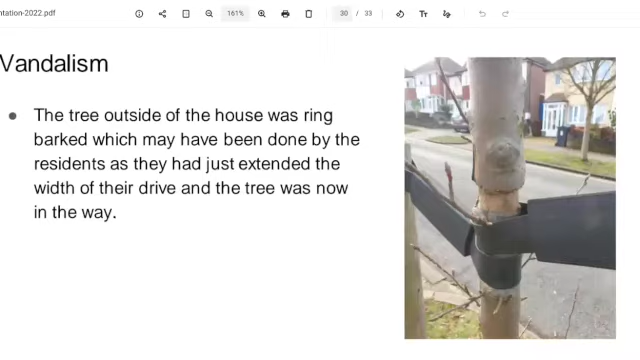 ntation-2022.pdf
161%
30 / 33
Vandalism
● The tree outside of the house was ring
barked which may have been done by the
residents as they had just extended the
width of their drive and the tree was now
in the way.